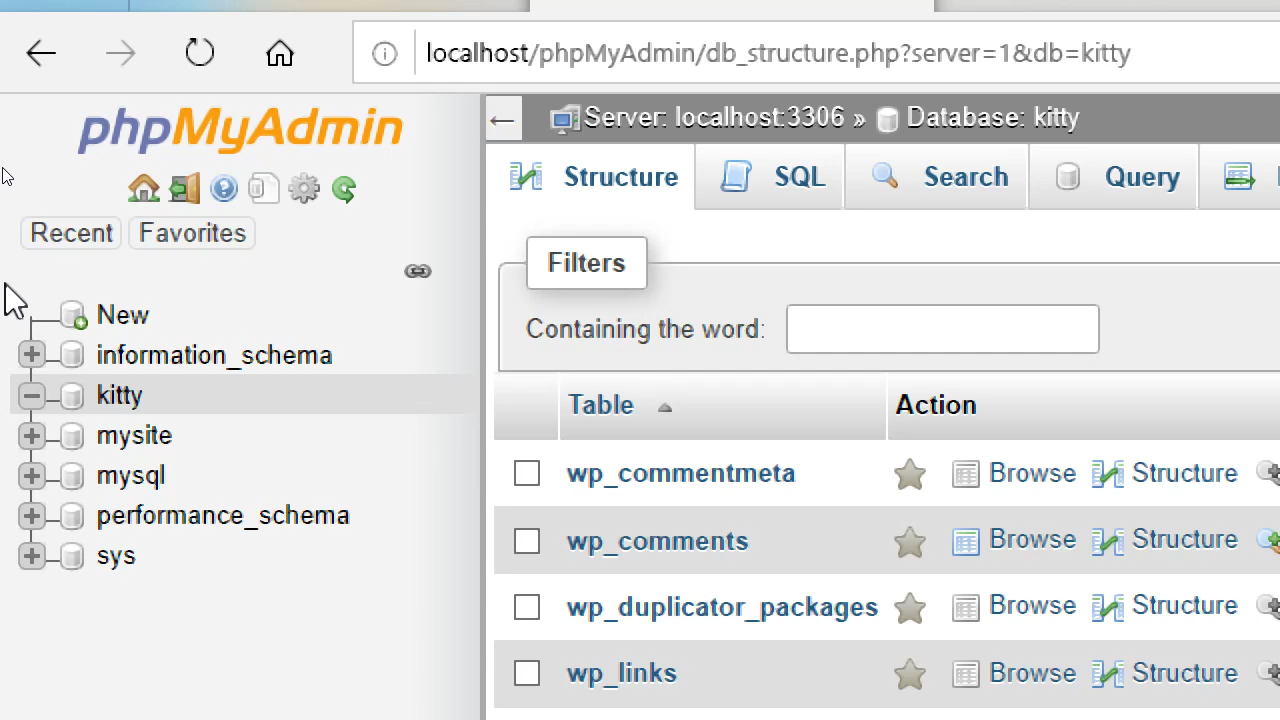 localhost/phpMyAdmin/db_structure.php?server=1&db=kitty
phpMyAdmin
Recent Favorites
New
information_schema
kitty
mysite
mysql
performance_schema
sys
← Server: localhost:3306 » Database: kitty
Structure SQL Search Query
Filters
Containing the word:
Table Action
wp_commentmeta Browse Structure
wp_comments Browse Structure
wp_duplicator_packages Browse Structure
wp_links Browse Structure